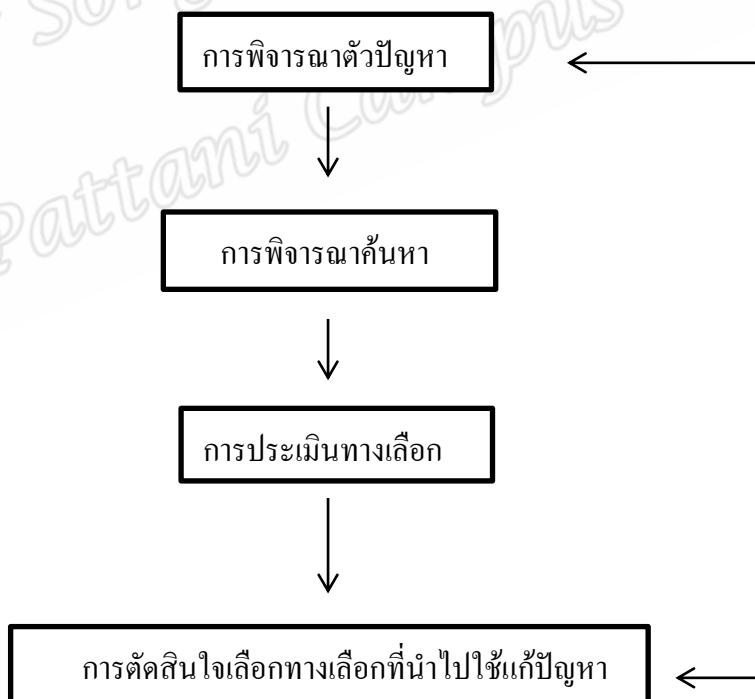 การพิจารณาตัวปัญหา
Pattani Campus
การพิจารณาค้นหา
การประเมินทางเลือก
การตัดสินใจเลือกทางเลือกที่นำไปใช้แก้ปัญหา